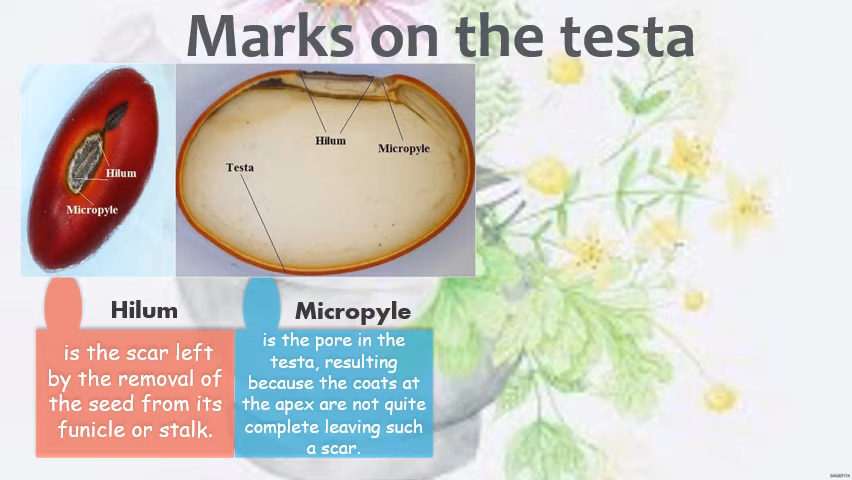 Marks on the testa
Hilum
Micropyle
Testa
Hilum
Micropyle
Hilum
is the scar left
by the removal of
the seed from its
funicle or stalk.
Micropyle
is the pore in the
testa, resulting
because the coats at
the apex are not quite
complete leaving such
a scar.
SAGEFOX